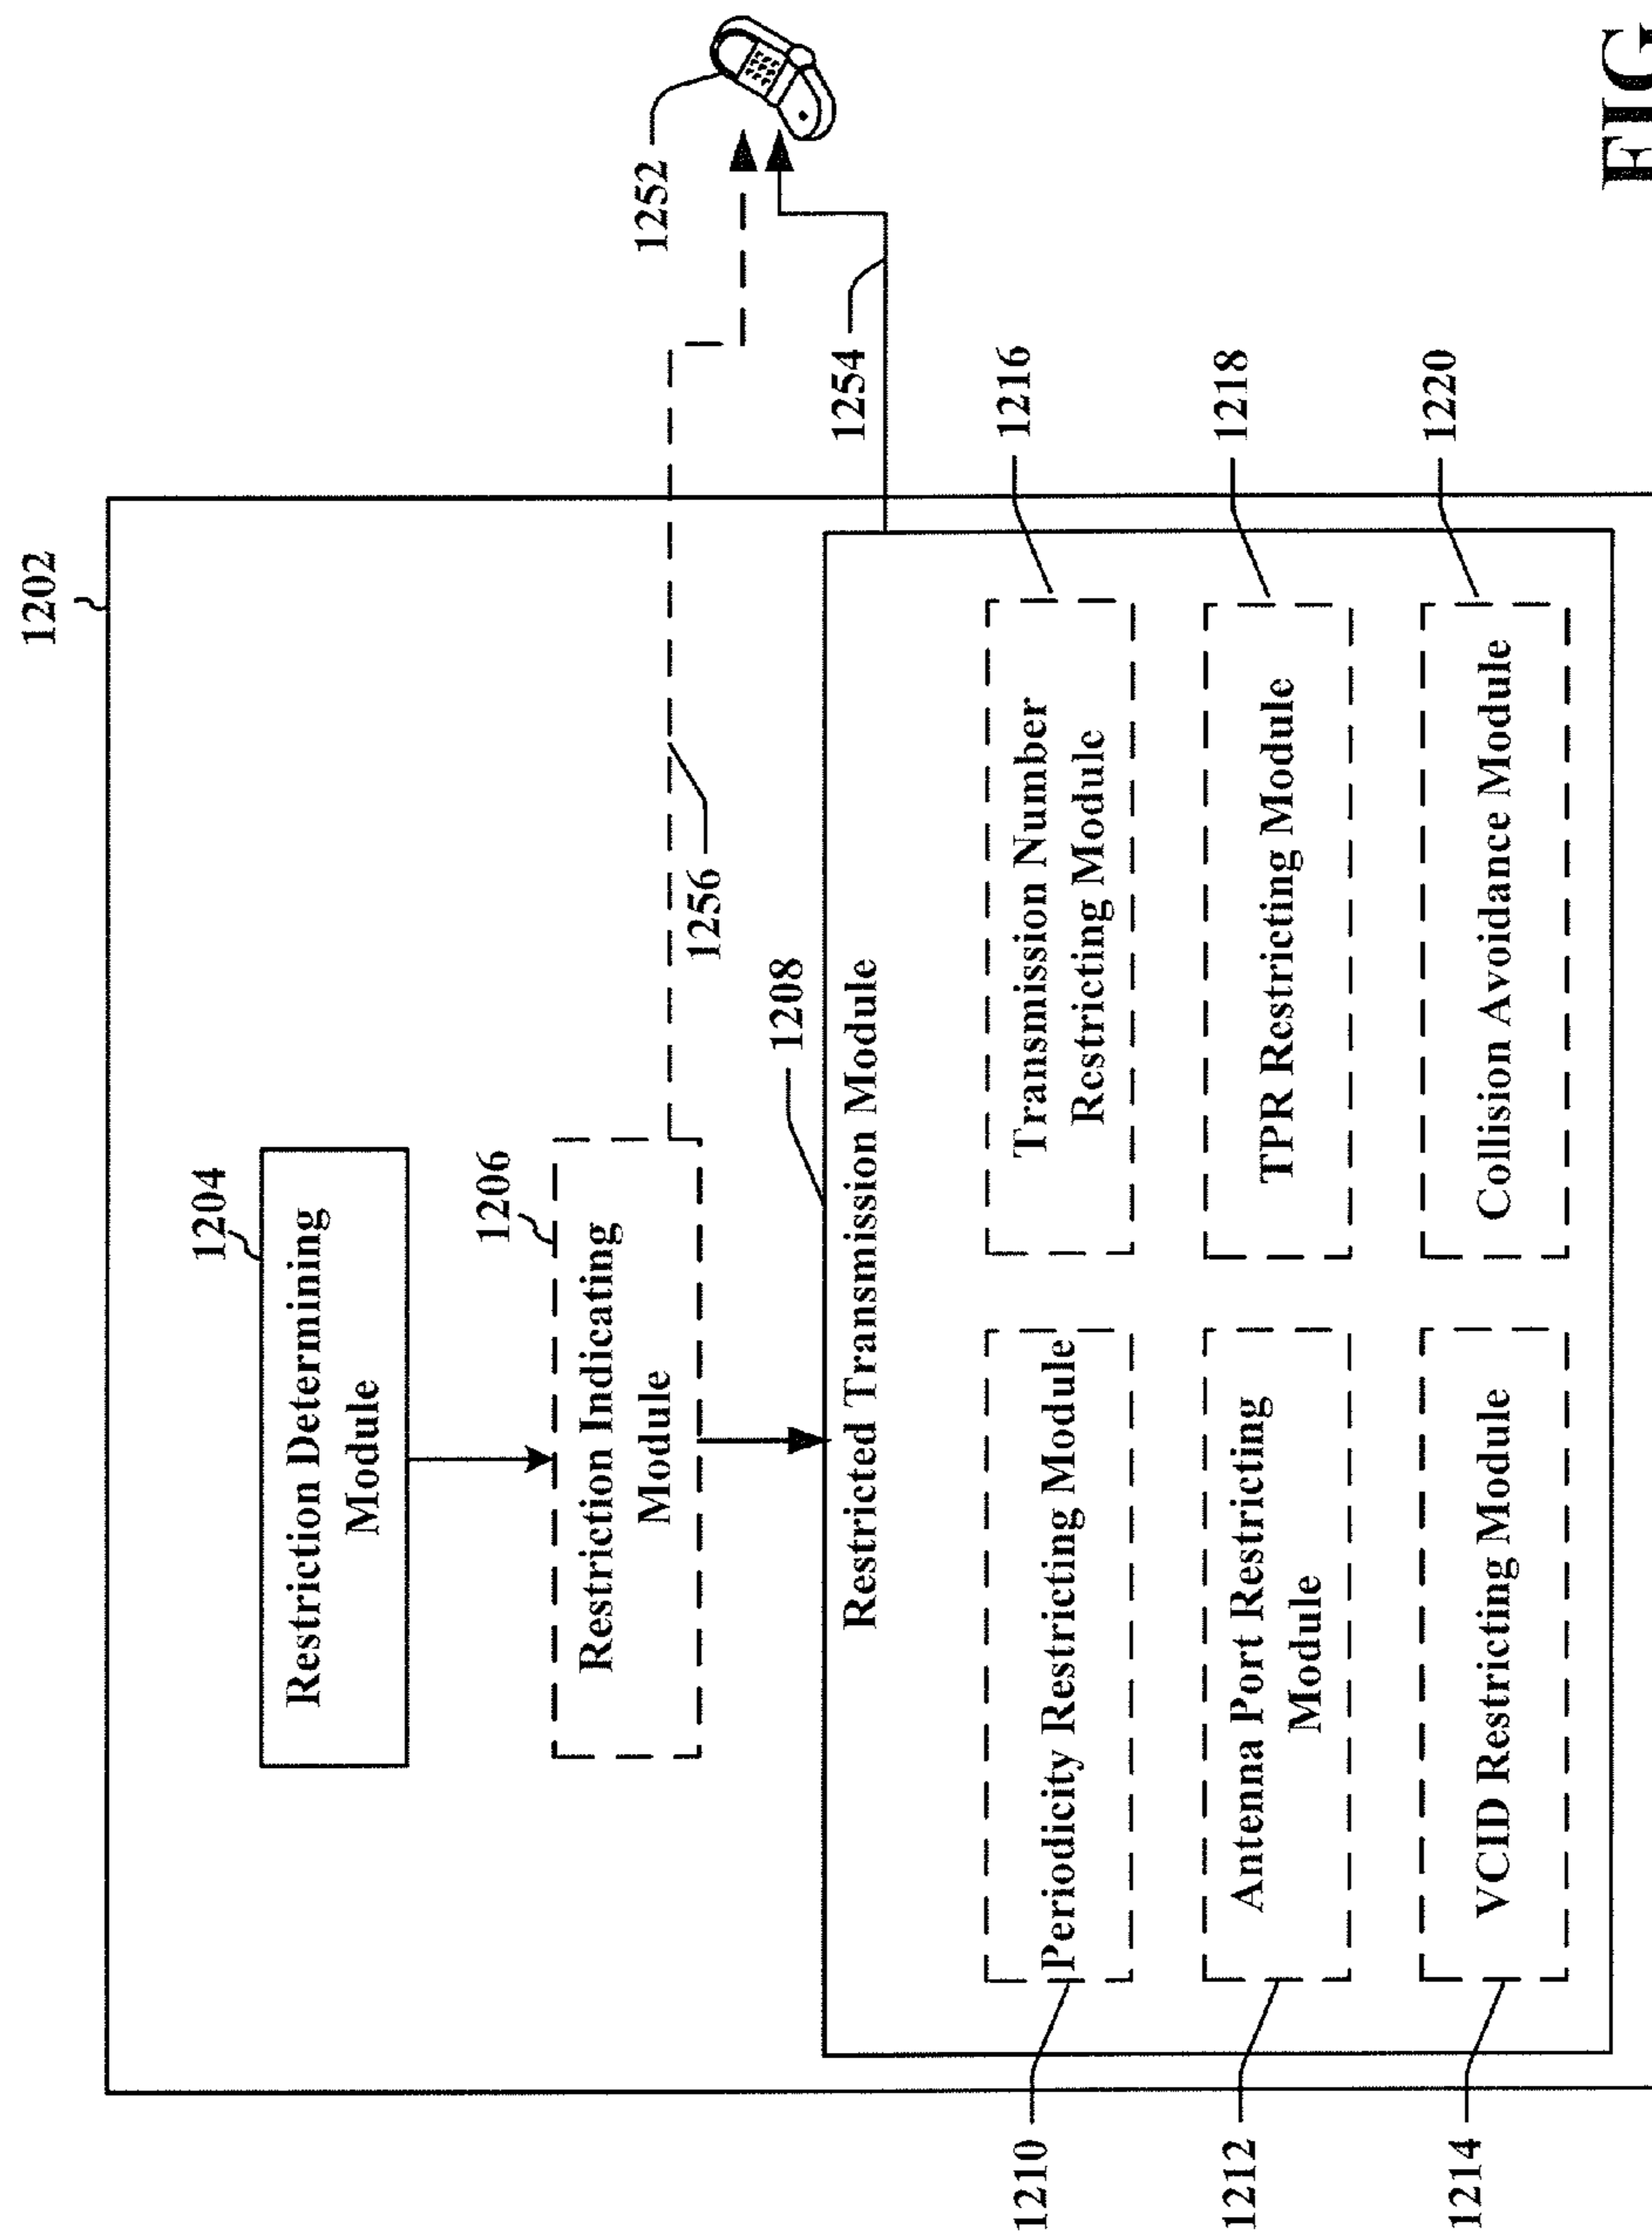 1202
1204
Restriction Determining
Module
1206
Restriction Indicating
Module
1252
1256
1254
1208
Restricted Transmission Module
1210
Periodicity Restricting Module
Transmission Number
Restricting Module
1216
1212
Antenna Port Restricting
Module
TPR Restricting Module
1218
1214
VCID Restricting Module
Collision Avoidance Module
1220
FIG